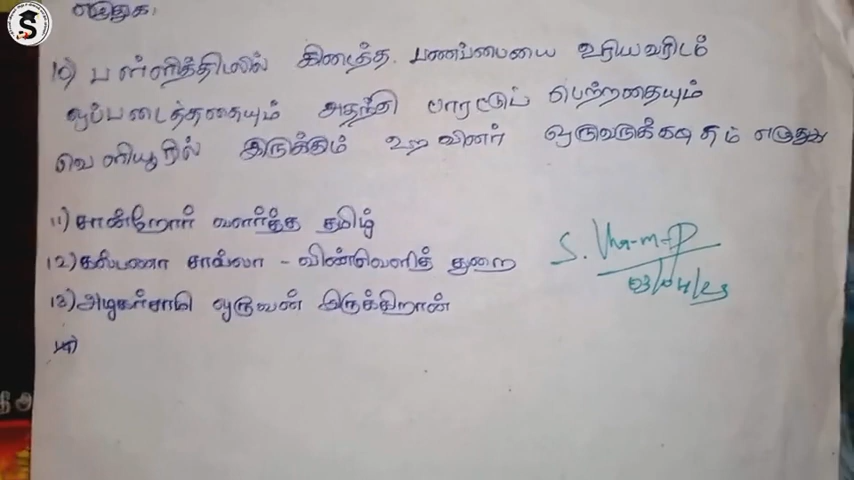 எழுதுக.
10) பள்ளித்திடலில் கிடைத்த பணப்பையை உரியவரிடம்
ஒப்படைத்ததையும் அதற்கு பாராட்டுப் பெற்றதையும்
வெளியூரில் இருக்கும் உறவினர் ஒருவருக்கு கடிதம் எழுதுக
11) சான்றோர் வளர்த்த தமிழ்
12) கல்பனா சாவ்லா - விண்வெளித் துறை
13) அழகர்சாமி ஒருவன் இருக்கிறான்
S